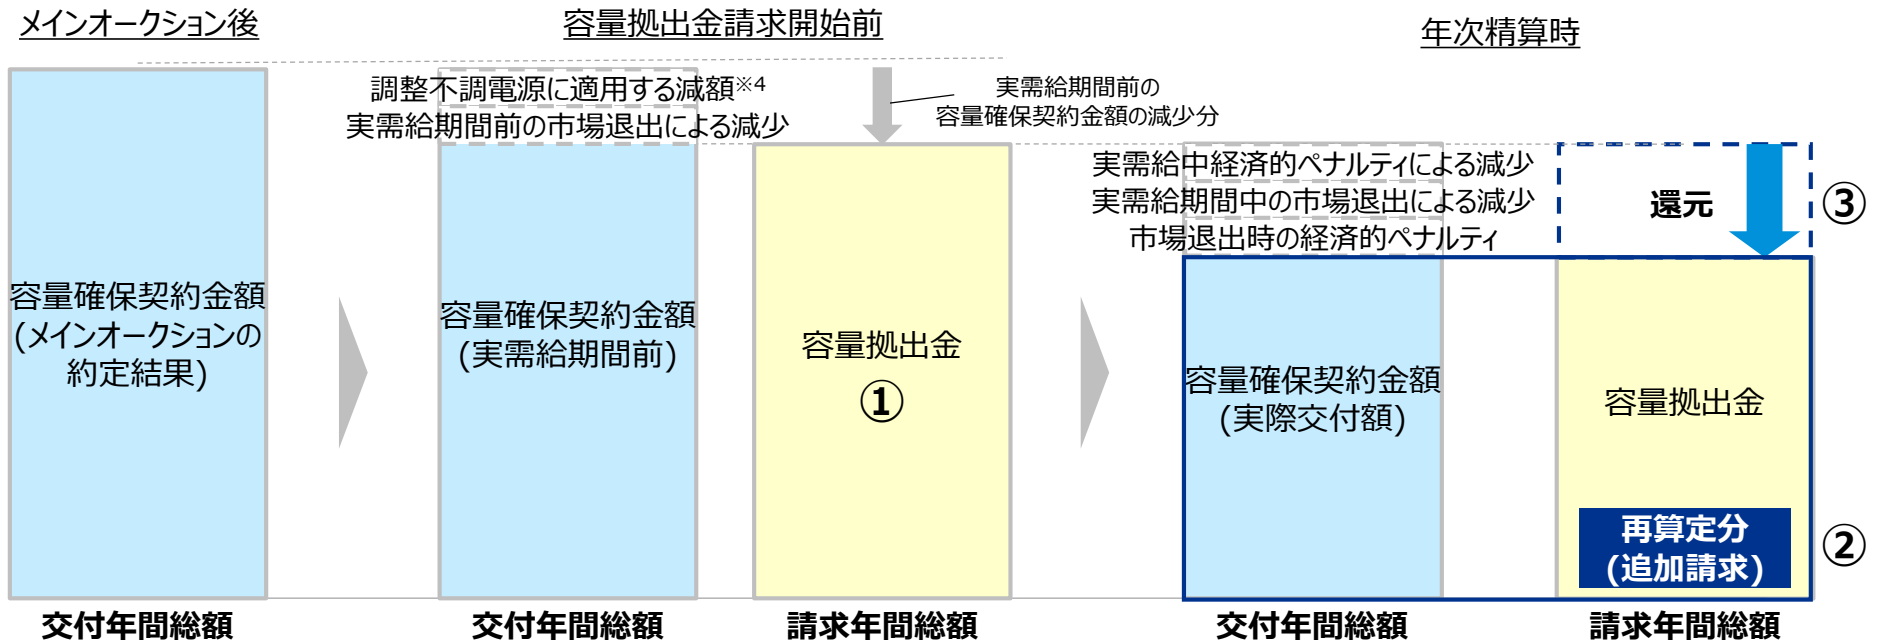 メインオークション後
容量拠出金請求開始前
年次精算時
調整不調電源に適用する減額※4
実需給期間前の市場退出による減少
実需給期間前の
容量確保契約金額の減少分
実需給中経済的ペナルティによる減少
実需給期間中の市場退出による減少
市場退出時の経済的ペナルティ
還元
③
容量確保契約金額
(メインオークションの
約定結果)
容量確保契約金額
(実需給期間前)
容量拠出金
①
容量確保契約金額
(実際交付額)
容量拠出金
再算定分
(追加請求)
②
交付年間総額
交付年間総額
請求年間総額
交付年間総額
請求年間総額